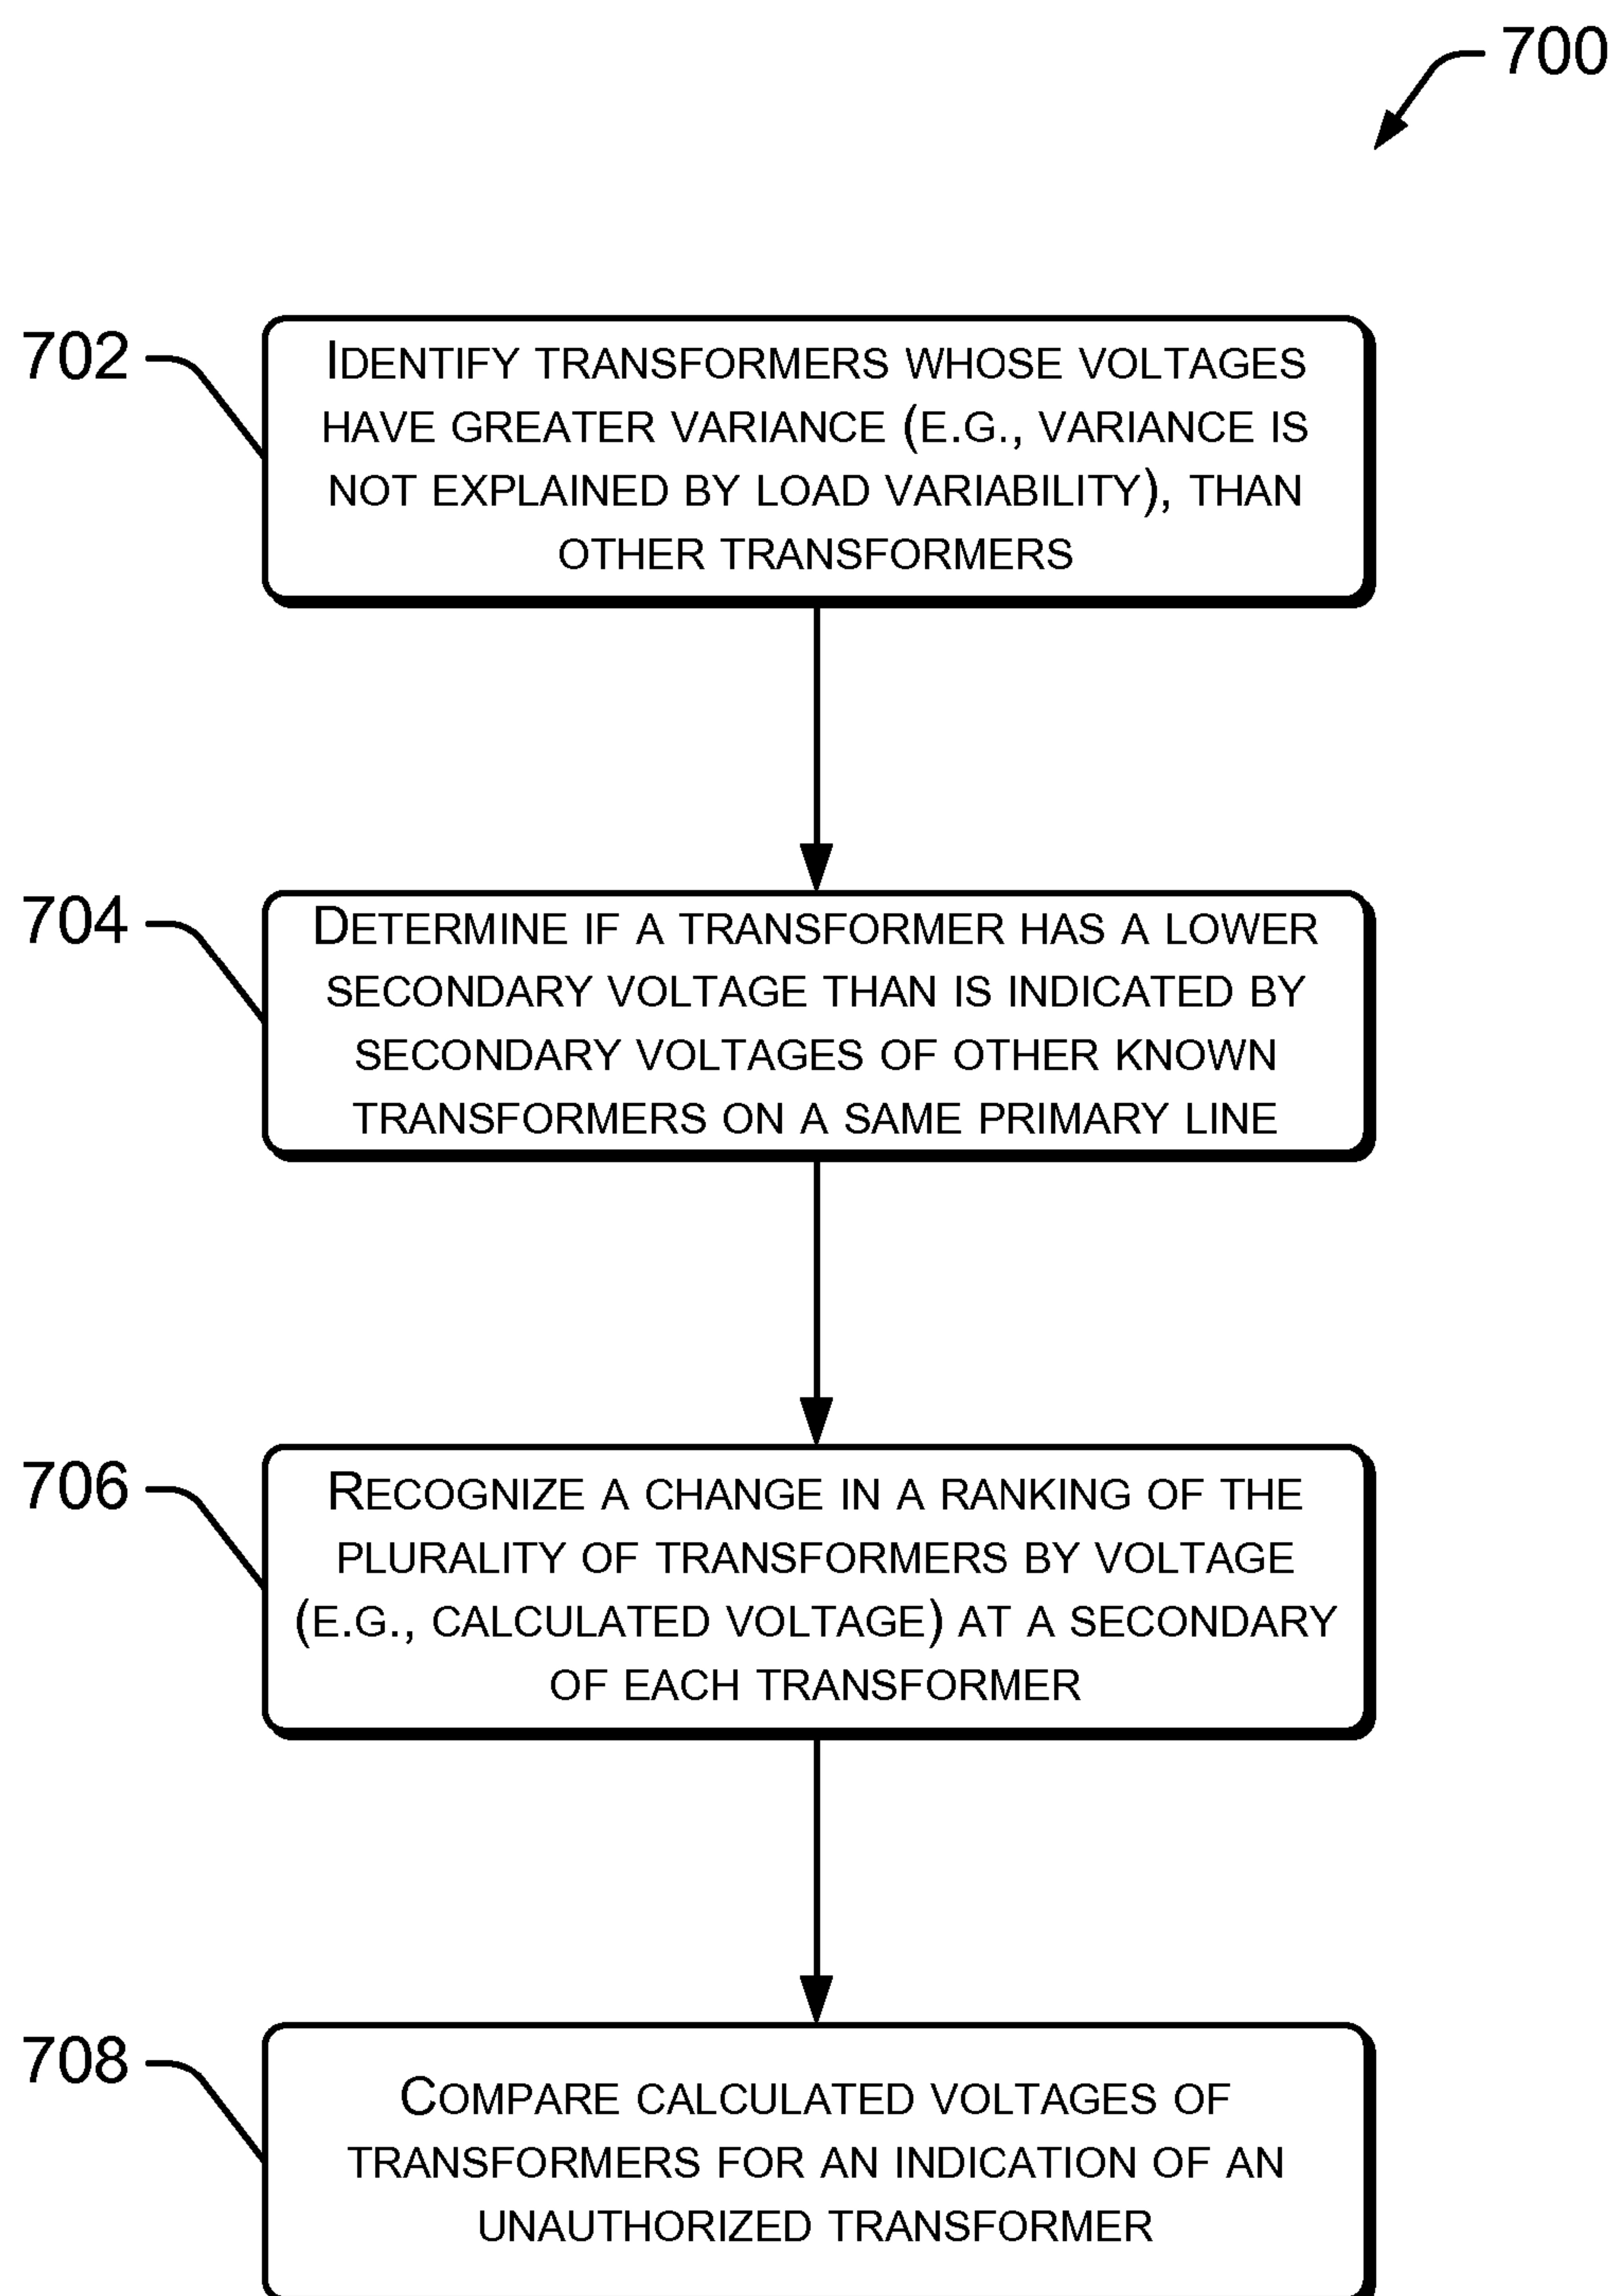 700
702
IDENTIFY TRANSFORMERS WHOSE VOLTAGES
HAVE GREATER VARIANCE (E.G., VARIANCE IS
NOT EXPLAINED BY LOAD VARIABILITY), THAN
OTHER TRANSFORMERS
704
DETERMINE IF A TRANSFORMER HAS A LOWER
SECONDARY VOLTAGE THAN IS INDICATED BY
SECONDARY VOLTAGES OF OTHER KNOWN
TRANSFORMERS ON A SAME PRIMARY LINE
706
RECOGNIZE A CHANGE IN A RANKING OF THE
PLURALITY OF TRANSFORMERS BY VOLTAGE
(E.G., CALCULATED VOLTAGE) AT A SECONDARY
OF EACH TRANSFORMER
708
COMPARE CALCULATED VOLTAGES OF
TRANSFORMERS FOR AN INDICATION OF AN
UNAUTHORIZED TRANSFORMER